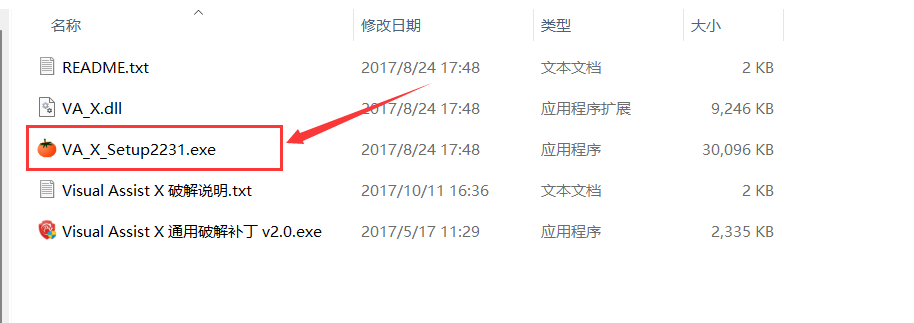 名称 修改日期 类型 大小
README.txt 2017/8/24 17:48 文本文档 2 KB
VA_X.dll 2017/8/24 17:48 应用程序扩展 9,246 KB
VA_X_Setup2231.exe 2017/8/24 17:48 应用程序 30,096 KB
Visual Assist X 破解说明.txt 2017/10/11 16:36 文本文档 2 KB
Visual Assist X 通用破解补丁 v2.0.exe 2017/5/17 11:29 应用程序 2,335 KB